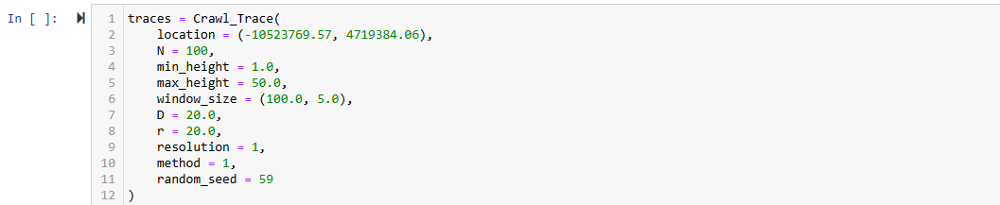 In [ ]:
1 traces = Crawl_Trace(
2     location = (-10523769.57, 4719384.06),
3     N = 100,
4     min_height = 1.0,
5     max_height = 50.0,
6     window_size = (100.0, 5.0),
7     D = 20.0,
8     r = 20.0,
9     resolution = 1,
10     method = 1,
11     random_seed = 59
12 )